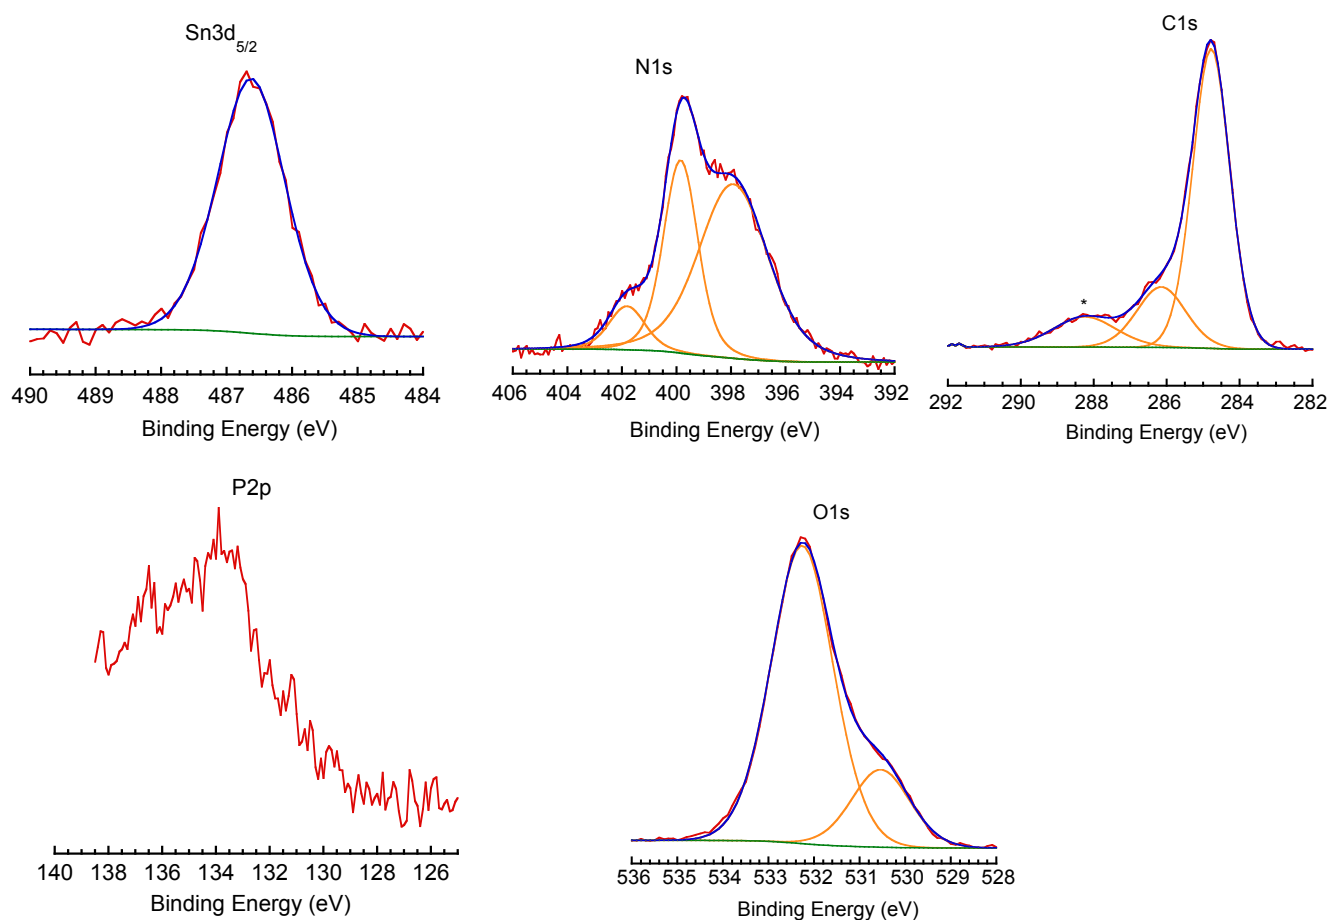 Sn3d5/2
490 489 488 487 486 485 484
Binding Energy (eV)
N1s
406 404 402 400 398 396 394 392
Binding Energy (eV)
C1s
*
292 290 288 286 284 282
Binding Energy (eV)
P2p
140 138 136 134 132 130 128 126
Binding Energy (eV)
O1s
536 535 534 533 532 531 530 529 528
Binding Energy (eV)